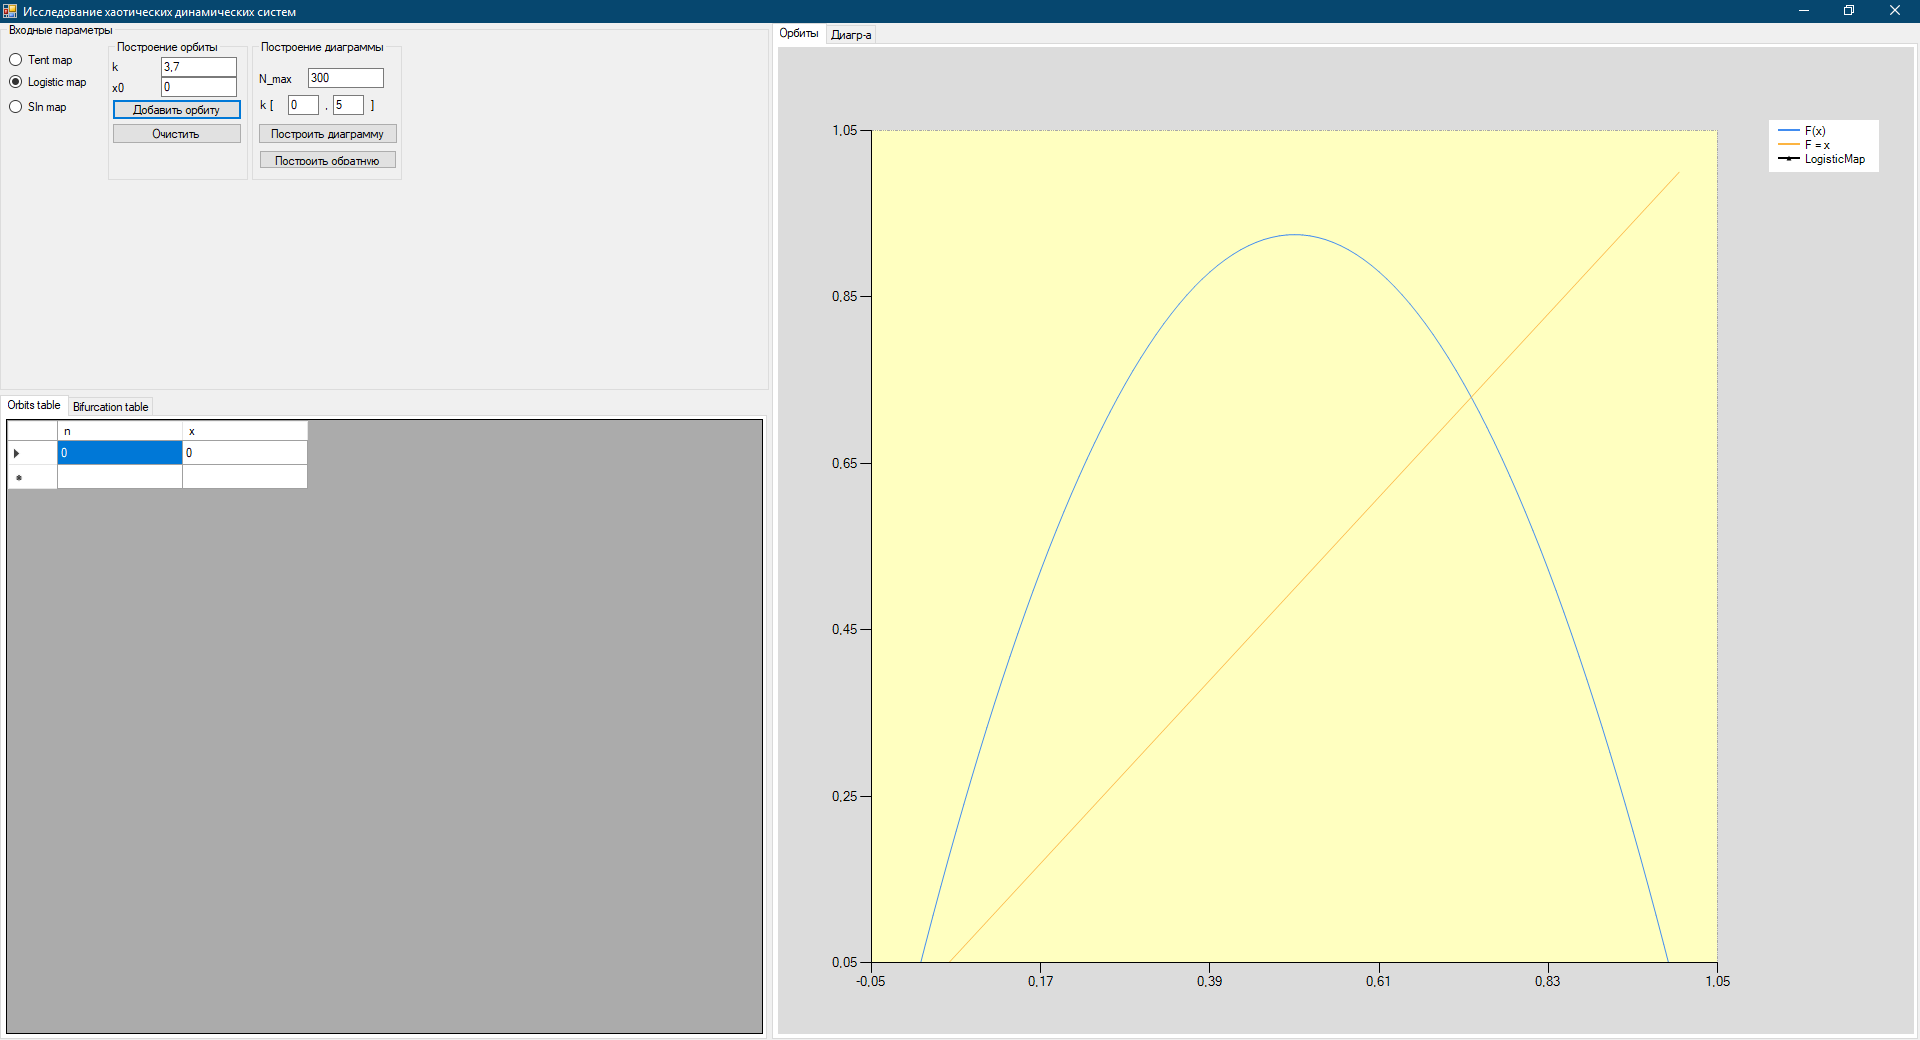 Исследование хаотических динамических систем
Входные параметры
Tent map
Logistic map
SIn map
Построение орбиты
k 3,7
x0 0
Добавить орбиту
Очистить
Построение диаграммы
N_max 300
k [ 0 , 5 ]
Построить диаграмму
Построить обратную
Orbits table Bifurcation table
n x
0 0
Орбиты Диагр-а
F(x)
F = x
LogisticMap
1,05
0,85
0,65
0,45
0,25
0,05
-0,05 0,17 0,39 0,61 0,83 1,05